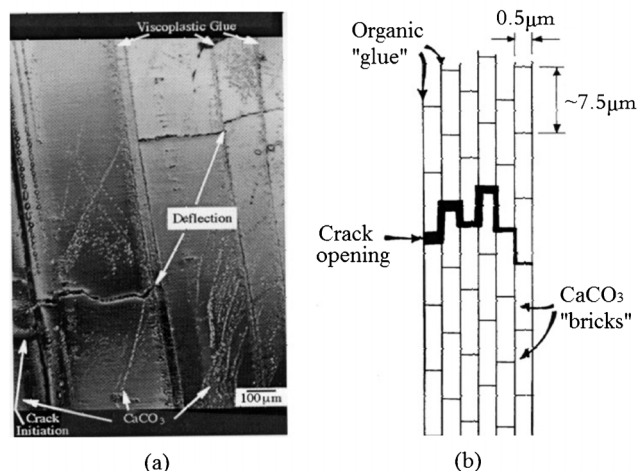 Viscoplastic Glue
Deflection
100μm
Crack
Initiation
CaCO₃
(a)
Organic
"glue"
0.5μm
~7.5μm
Crack
opening
CaCO₃
"bricks"
(b)